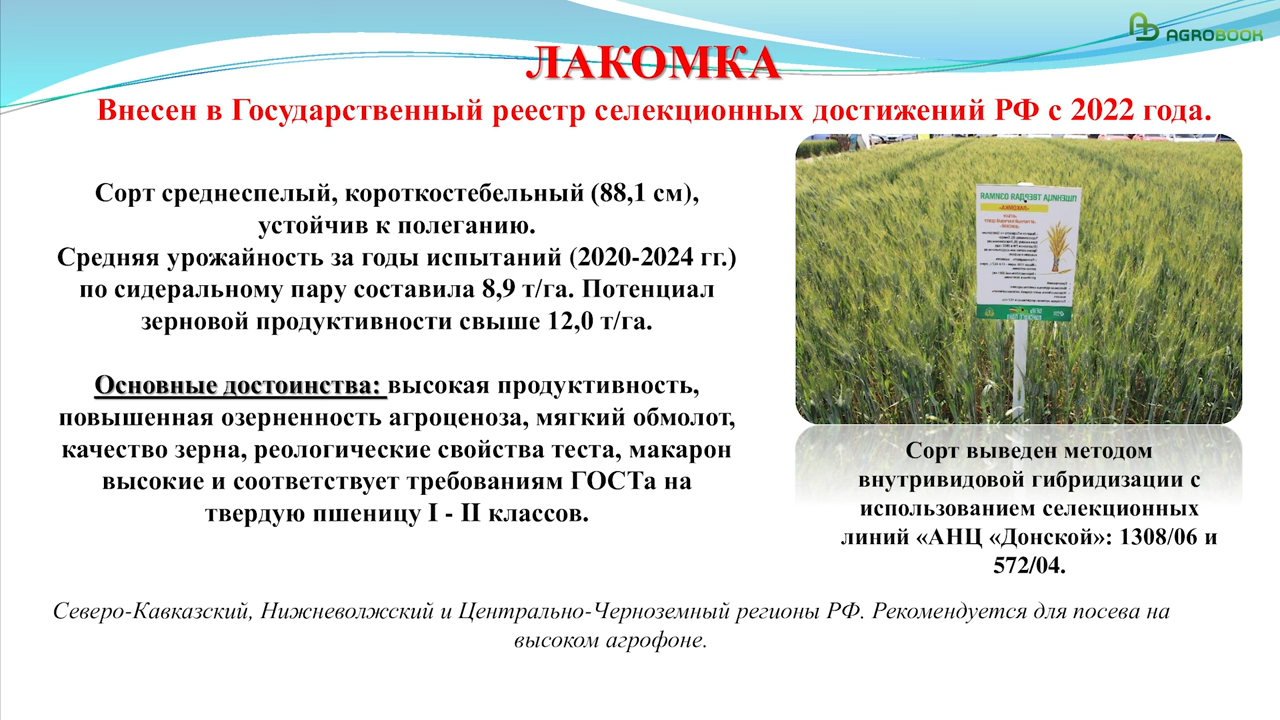 AGROBOOK
ЛАКОМКА
Внесен в Государственный реестр селекционных достижений РФ с 2022 года.
Сорт среднеспелый, короткостебельный (88,1 см),
устойчив к полеганию.
Средняя урожайность за годы испытаний (2020-2024 гг.)
по сидеральному пару составила 8,9 т/га. Потенциал
зерновой продуктивности свыше 12,0 т/га.
Основные достоинства: высокая продуктивность,
повышенная озерненность агроценоза, мягкий обмолот,
качество зерна, реологические свойства теста, макарон
высокие и соответствует требованиям ГОСТа на
твердую пшеницу I - II классов.
ПШЕНИЦА ТВЕРДАЯ ОЗИМАЯ
Сорт выведен методом
внутривидовой гибридизации с
использованием селекционных
линий «АНЦ «Донской»: 1308/06 и
572/04.
Северо-Кавказский, Нижневолжский и Центрально-Черноземный регионы РФ. Рекомендуется для посева на
высоком агрофоне.